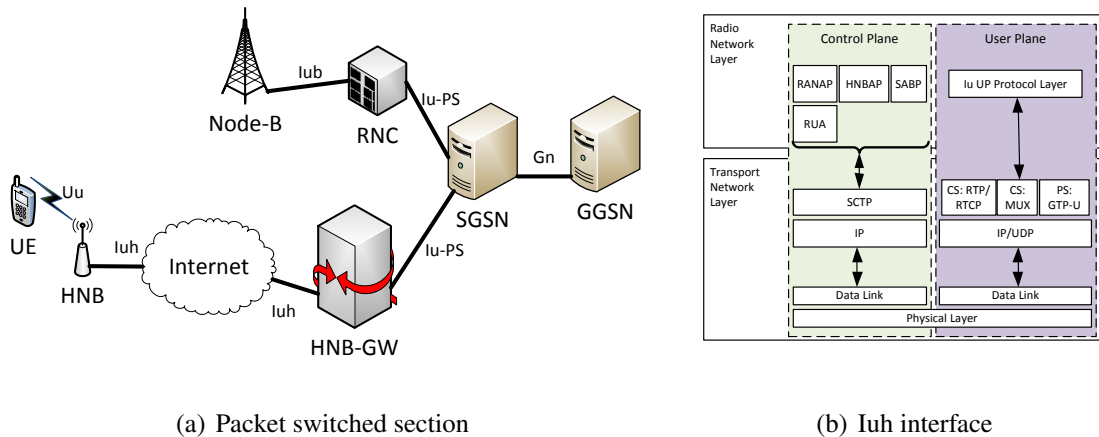 Iub
Node-B
RNC
Iu-PS
Uu
UE
HNB
Iuh
Internet
Iuh
HNB-GW
Iu-PS
SGSN
Gn
GGSN
(a) Packet switched section
Radio
Network
Layer
Control Plane
User Plane
RANAP
HNBAP
SABP
Iu UP Protocol Layer
RUA
Transport
Network
Layer
SCTP
CS: RTP/
RTCP
CS:
MUX
PS:
GTP-U
IP
IP/UDP
Data Link
Data Link
Physical Layer
(b) Iuh interface